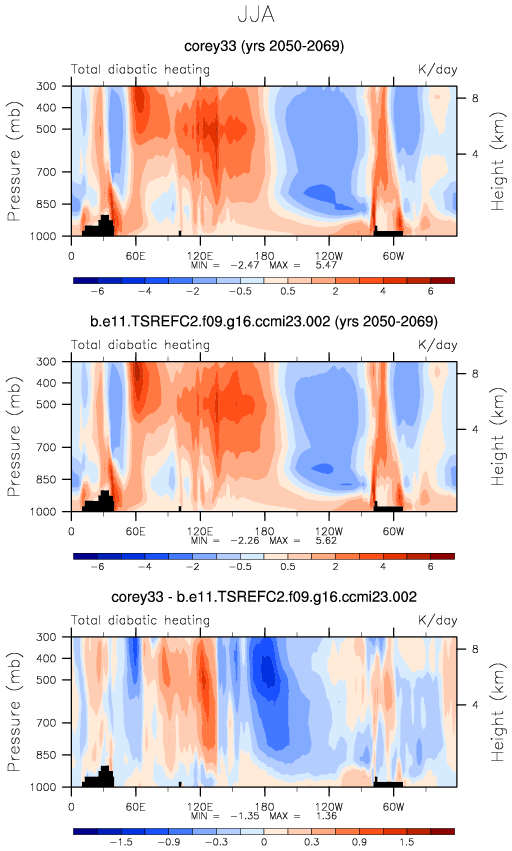 JJA
corey33 (yrs 2050-2069)
Total diabatic heating K/day
Pressure (mb)
Height (km)
300
400
500
700
850
1000
8
4
0 60E 120E 180 120W 60W
MIN = -2.47 MAX = 5.47
-6 -4 -2 -1 -0.5 0.5 1 2 4 6
b.e11.TSREFC2.f09.g16.ccmi23.002 (yrs 2050-2069)
Total diabatic heating K/day
Pressure (mb)
Height (km)
300
400
500
700
850
1000
8
4
0 60E 120E 180 120W 60W
MIN = -2.26 MAX = 5.62
-6 -4 -2 -1 -0.5 0 0.5 1 2 4 6
corey33 - b.e11.TSREFC2.f09.g16.ccmi23.002
Total diabatic heating K/day
Pressure (mb)
Height (km)
300
400
500
700
850
1000
8
4
0 60E 120E 180 120W 60W
MIN = -1.35 MAX = 1.36
-1.5 -0.9 -0.3 0 0.3 0.9 1.5